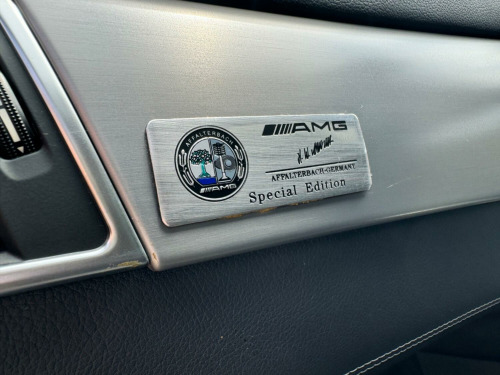 AFFALTERBACH
AMG
AMG
AFFALTERBACH-GERMANY
Special Edition